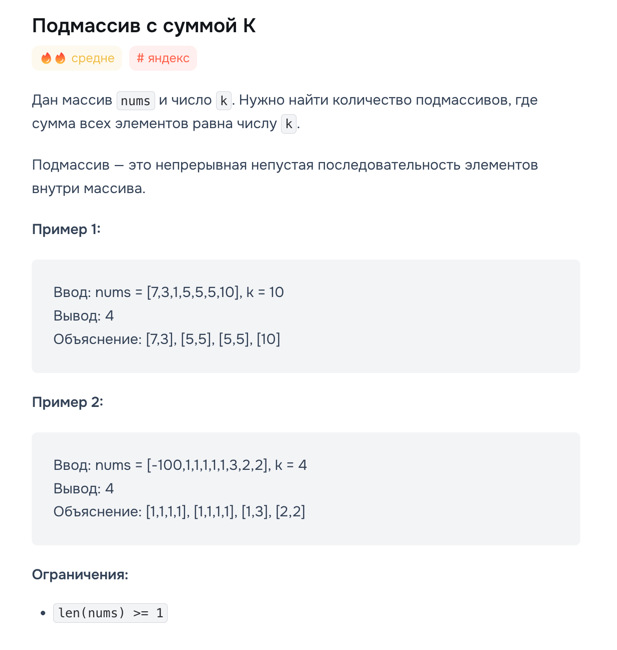 Подмассив с суммой K
🔥🔥 средне # яндекс
Дан массив nums и число k. Нужно найти количество подмассивов, где
сумма всех элементов равна числу k.
Подмассив — это непрерывная непустая последовательность элементов
внутри массива.
Пример 1:
Ввод: nums = [7,3,1,5,5,5,10], k = 10
Вывод: 4
Объяснение: [7,3], [5,5], [5,5], [10]
Пример 2:
Ввод: nums = [-100,1,1,1,1,1,3,2,2], k = 4
Вывод: 4
Объяснение: [1,1,1,1], [1,1,1,1], [1,3], [2,2]
Ограничения:
• len(nums) >= 1